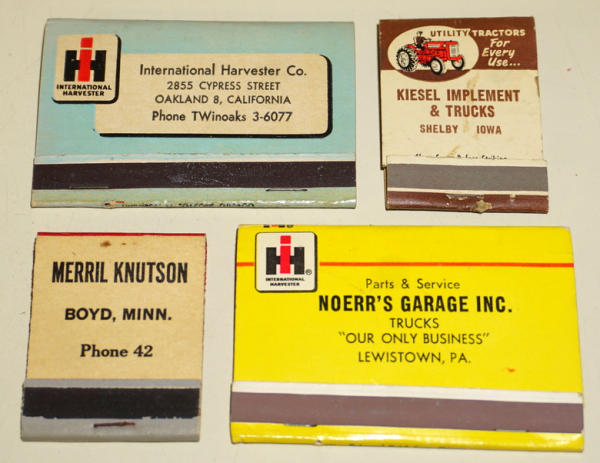 IH
INTERNATIONAL
HARVESTER
International Harvester Co.
2855 CYPRESS STREET
OAKLAND 8, CALIFORNIA
Phone TWinoaks 3-6077
UTILITY TRACTORS
For
Every
Use...
KIESEL IMPLEMENT
& TRUCKS
SHELBY IOWA
MERRIL KNUTSON
BOYD, MINN.
Phone 42
IH
®
INTERNATIONAL
HARVESTER
Parts & Service
NOERR'S GARAGE INC.
TRUCKS
"OUR ONLY BUSINESS"
LEWISTOWN, PA.